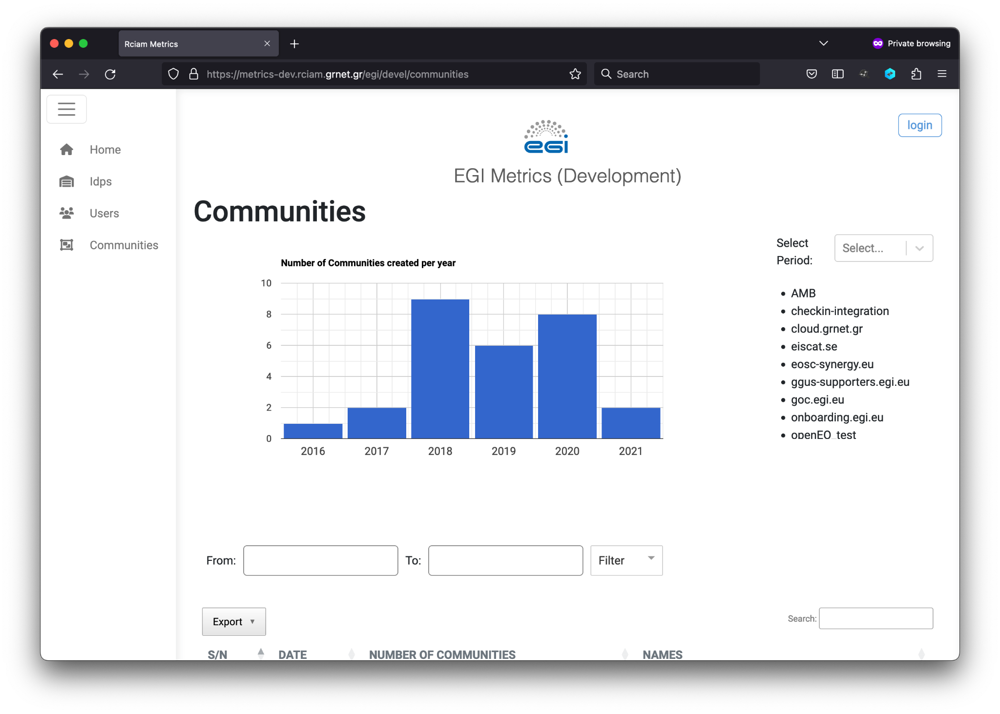 Rciam Metrics
Private browsing
https://metrics-dev.rciam.grnet.gr/egi/devel/communities
Search
login
Home
Idps
Users
Communities
egi
EGI Metrics (Development)
Communities
Select
Period:
Select...
Number of Communities created per year
10
8
6
4
2
0
2016 2017 2018 2019 2020 2021
AMB
checkin-integration
cloud.grnet.gr
eiscat.se
eosc-synergy.eu
ggus-supporters.egi.eu
goc.egi.eu
onboarding.egi.eu
openEO_test
From: To: Filter
Export
Search:
S/N DATE NUMBER OF COMMUNITIES NAMES